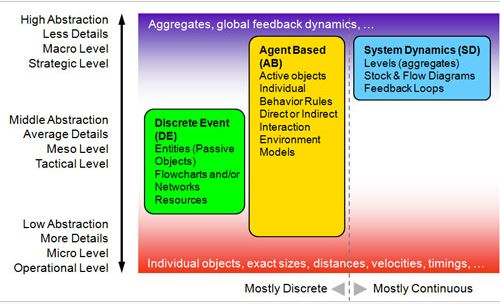 High Abstraction
Less Details
Macro Level
Strategic Level
Middle Abstraction
Average Details
Meso Level
Tactical Level
Low Abstraction
More Details
Micro Level
Operational Level
Aggregates, global feedback dynamics, ...
Discrete Event
(DE)
Entities (Passive
Objects)
Flowcharts and/or
Networks
Resources
Agent Based
(AB)
Active objects
Individual
Behavior Rules
Direct or Indirect
Interaction
Environment
Models
System Dynamics (SD)
Levels (aggregates)
Stock & Flow Diagrams
Feedback Loops
Individual objects, exact sizes, distances, velocities, timings, ...
Mostly Discrete
Mostly Continuous